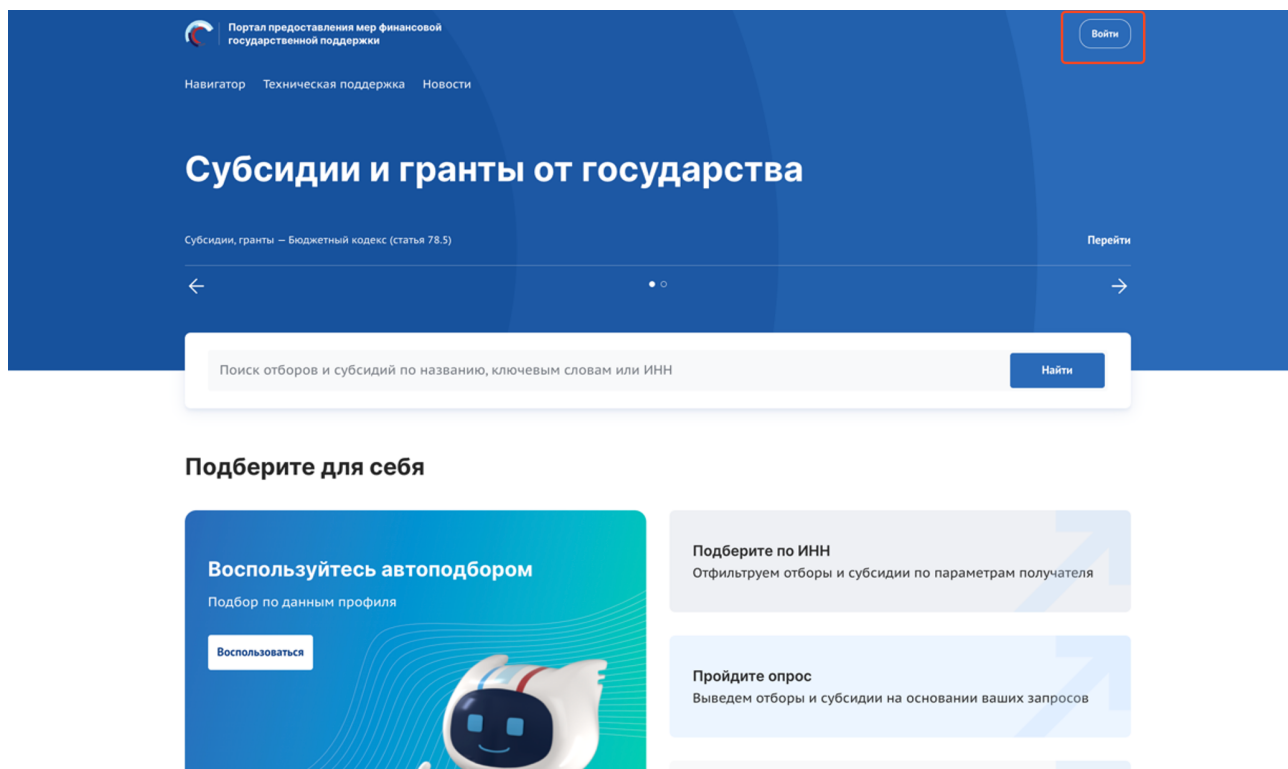 Портал предоставления мер финансовой
государственной поддержки
Войти
Навигатор Техническая поддержка Новости
Субсидии и гранты от государства
Субсидии, гранты — Бюджетный кодекс (статья 78.5)
Перейти
Поиск отборов и субсидий по названию, ключевым словам или ИНН
Найти
Подберите для себя
Воспользуйтесь автоподбором
Подбор по данным профиля
Воспользоваться
Подберите по ИНН
Отфильтруем отборы и субсидии по параметрам получателя
Пройдите опрос
Выведем отборы и субсидии на основании ваших запросов